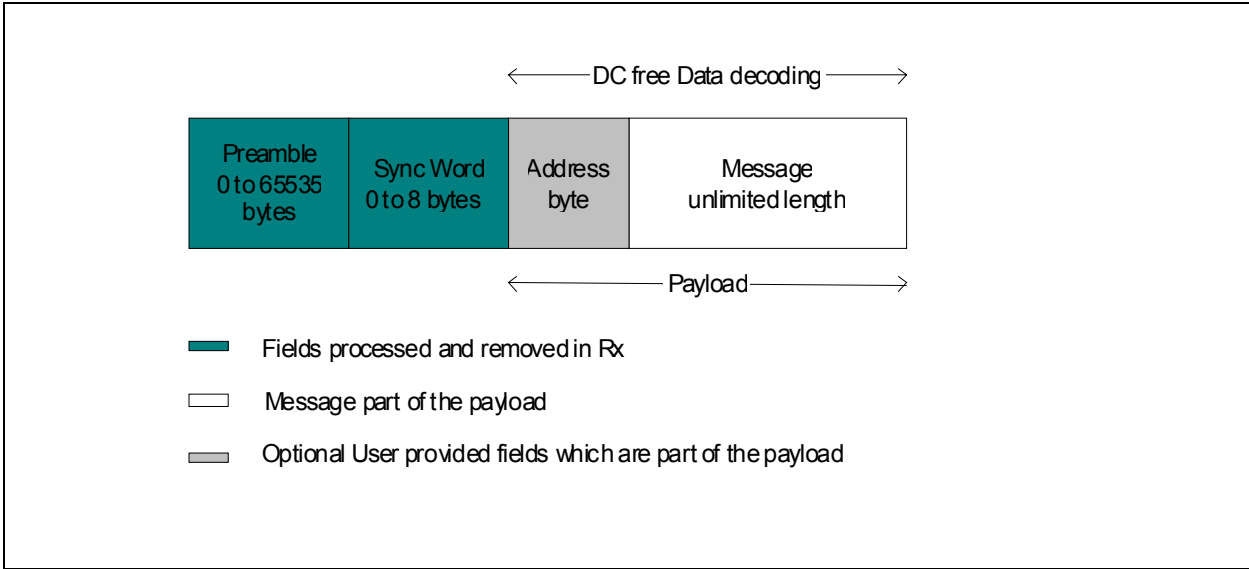 DC free Data decoding
Preamble
0 to 65535
bytes
Sync Word
0 to 8 bytes
Address
byte
Message
unlimited length
Payload
Fields processed and removed in Rx
Message part of the payload
Optional User provided fields which are part of the payload